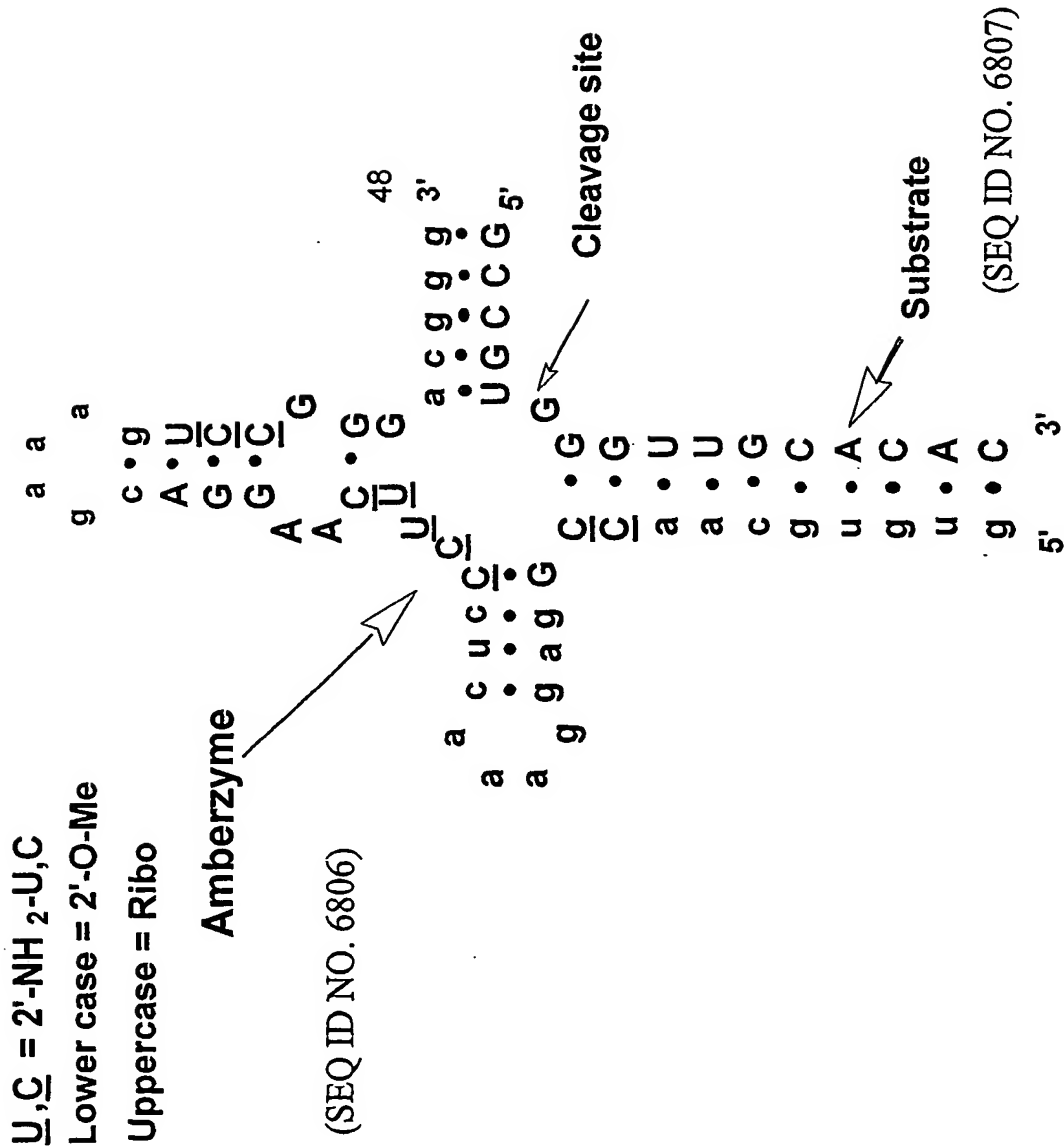 U,C = 2'-NH2-U,C
Lower case = 2'-O-Me
Uppercase = Ribo
Amberzyme
(SEQ ID NO. 6806)
a a
g a
c • g
A • U
G • C
G • C
A G
A
C • G
U G
U
C
a c u c C
• • • •
g a g G
a
a
g
48
a c g g g 3'
• • • • •
U G C C G 5'
G
Cleavage site
C • G
C • G
a • U
a • U
c • G
g • C
u • A
g • C
u • A
g • C
5' 3'
Substrate
(SEQ ID NO. 6807)